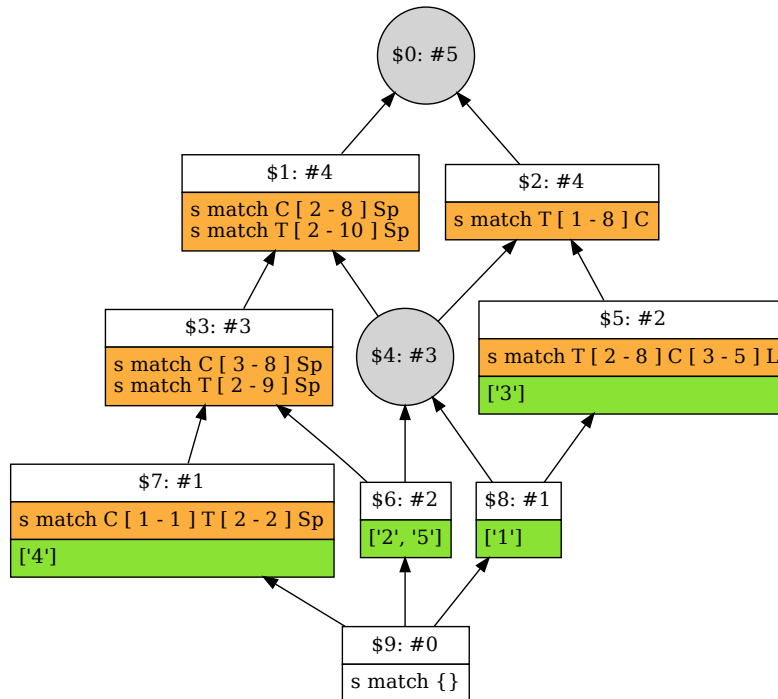 $0: #5
$1: #4
s match C [ 2 - 8 ] Sp
s match T [ 2 - 10 ] Sp
$2: #4
s match T [ 1 - 8 ] C
$3: #3
s match C [ 3 - 8 ] Sp
s match T [ 2 - 9 ] Sp
$4: #3
$5: #2
s match T [ 2 - 8 ] C [ 3 - 5 ] L
['3']
$7: #1
s match C [ 1 - 1 ] T [ 2 - 2 ] Sp
['4']
$6: #2
['2', '5']
$8: #1
['1']
$9: #0
s match {}